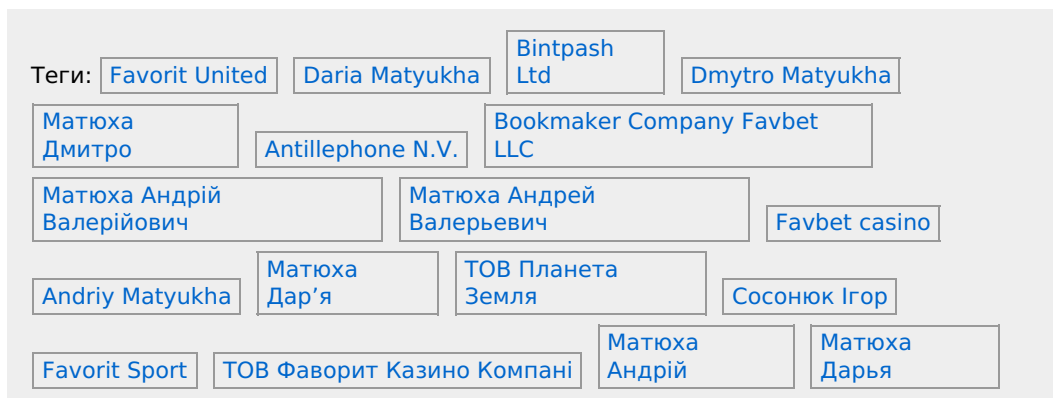 Теги: Favorit United Daria Matyukha Bintpash
Ltd Dmytro Matyukha
Матюха
Дмитро Antillephone N.V. Bookmaker Company Favbet
LLC
Матюха Андрій
Валерійович Матюха Андрей
Валерьевич Favbet casino
Andriy Matyukha Матюха
Дар’я ТОВ Планета
Земля Сосонюк Ігор
Favorit Sport ТОВ Фаворит Казино Компані Матюха
Андрій Матюха
Дарья